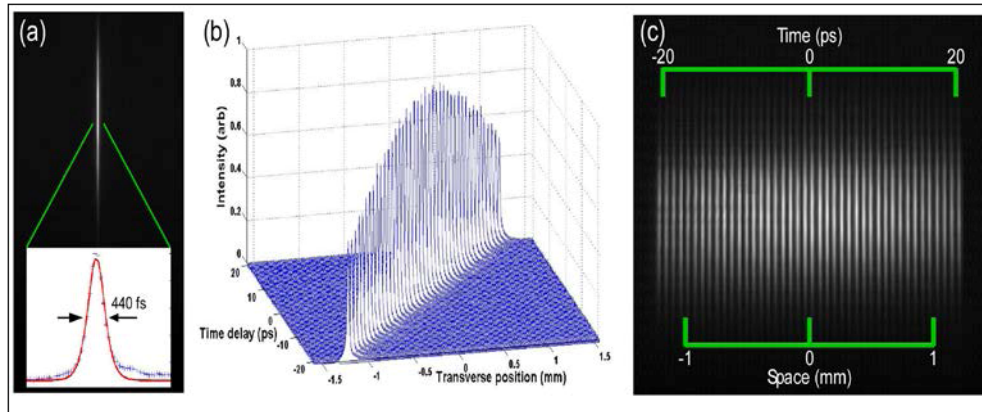 (a)
440 fs
(b)
1
0.8
0.6
0.4
0.2
0
Intensity (arb)
20
10
0
-10
-20
Time delay (ps)
-1.5
-1
-0.5
0
0.5
1
1.5
Transverse position (mm)
(c)
Time (ps)
-20 0 20
-1 0 1
Space (mm)